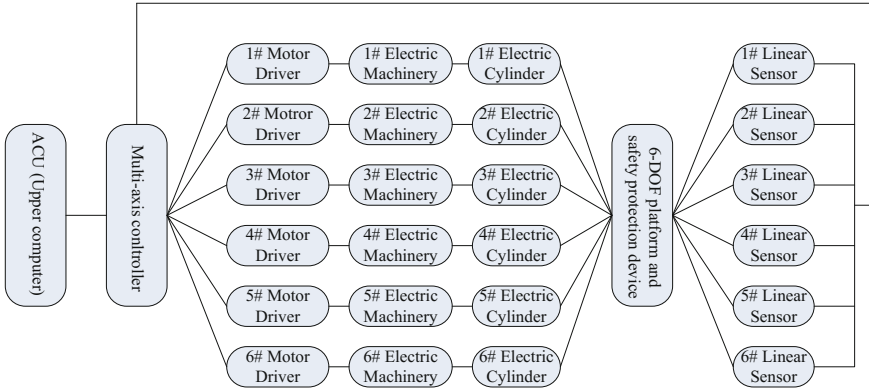 ACU (Upper computer)
Multi-axis conltroller
1# Motor
Driver
1# Electric
Machinery
1# Electric
Cylinder
2# Motror
Driver
2# Electric
Machinery
2# Electric
Cylinder
3# Motor
Driver
3# Electric
Machinery
3# Electric
Cylinder
4# Motor
Driver
4# Electric
Machinery
4# Electric
Cylinder
5# Motor
Driver
5# Electric
Machinery
5# Electric
Cylinder
6# Motor
Driver
6# Electric
Machinery
6# Electric
Cylinder
6-DOF platform and
safety protection device
1# Linear
Sensor
2# Linear
Sensor
3# Linear
Sensor
4# Linear
Sensor
5# Linear
Sensor
6# Linear
Sensor